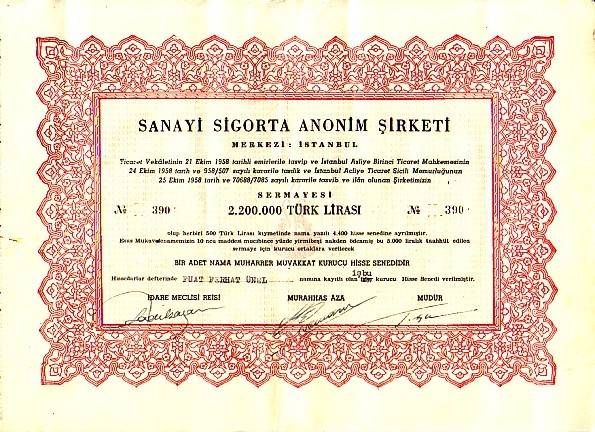 SANAYİ SİGORTA ANONİM ŞİRKETİ
MERKEZİ : İSTANBUL
Ticaret Vekâletinin 21 Ekim 1958 tarihli emirlerile tasvip ve İstanbul Asliye Birinci Ticaret Mahkemesinin
24 Ekim 1958 tarih ve 958/507 sayılı kararile tasdik ve İstanbul Asliye Ticaret Sicili Memurluğunun
25 Ekim 1958 tarih ve 70688/7085 sayılı kararile tasvib ve ilân olunan Şirketimizin
SERMAYESİ
№ 390 2.200.000 TÜRK LİRASI № 390
olup herbiri 500 Türk Lirası kıymetinde nama yazılı 4.400 hisse senedine ayrılmıştır.
Esas Mukavelenamemizin 10 ncu maddesi mucibince yüzde yirmibeşi nakden ödenmiş bu 5.000 liralık taahhüt edilen
sermaye için kurucu ortaklara verilecek
BİR ADET NAMA MUHARRER MUVAKKAT KURUCU HİSSE SENEDİDİR
Hissedarlar defterinde FUAT FERHAT namına kayıtlı olan işbu kurucu Hisse Senedi verilmiştir.
İDARE MECLİSİ REİSİ MURAHHAS AZA MÜDÜR